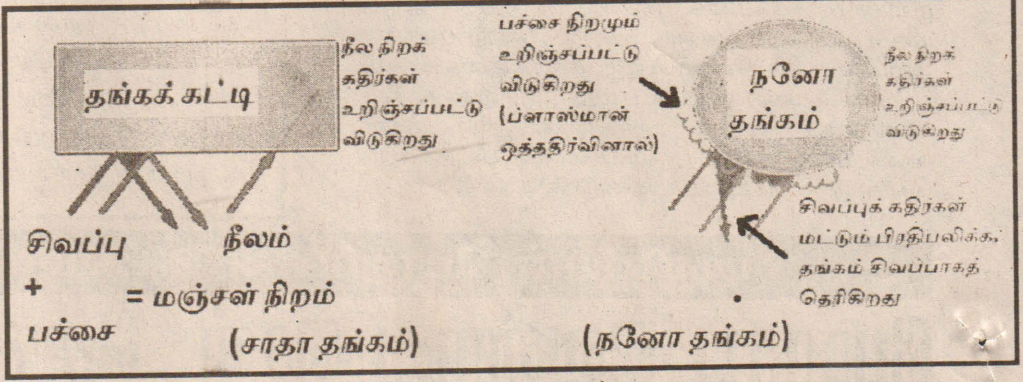 தங்கக் கட்டி
நீல நிறக்
கதிர்கள்
உறிஞ்சப்பட்டு
விடுகிறது
சிவப்பு
+
பச்சை
நீலம்
= மஞ்சள் நிறம்
(சாதா தங்கம்)
பச்சை நிறமும்
உறிஞ்சப்பட்டு
விடுகிறது
(ப்ளாஸ்மான்
ஒத்ததிர்வினால்)
நனோ
தங்கம்
நீல நிறக்
கதிர்கள்
உறிஞ்சப்பட்டு
விடுகிறது
சிவப்புக் கதிர்கள்
மட்டும் பிரதிபலிக்க,
தங்கம் சிவப்பாகத்
தெரிகிறது
(நனோ தங்கம்)